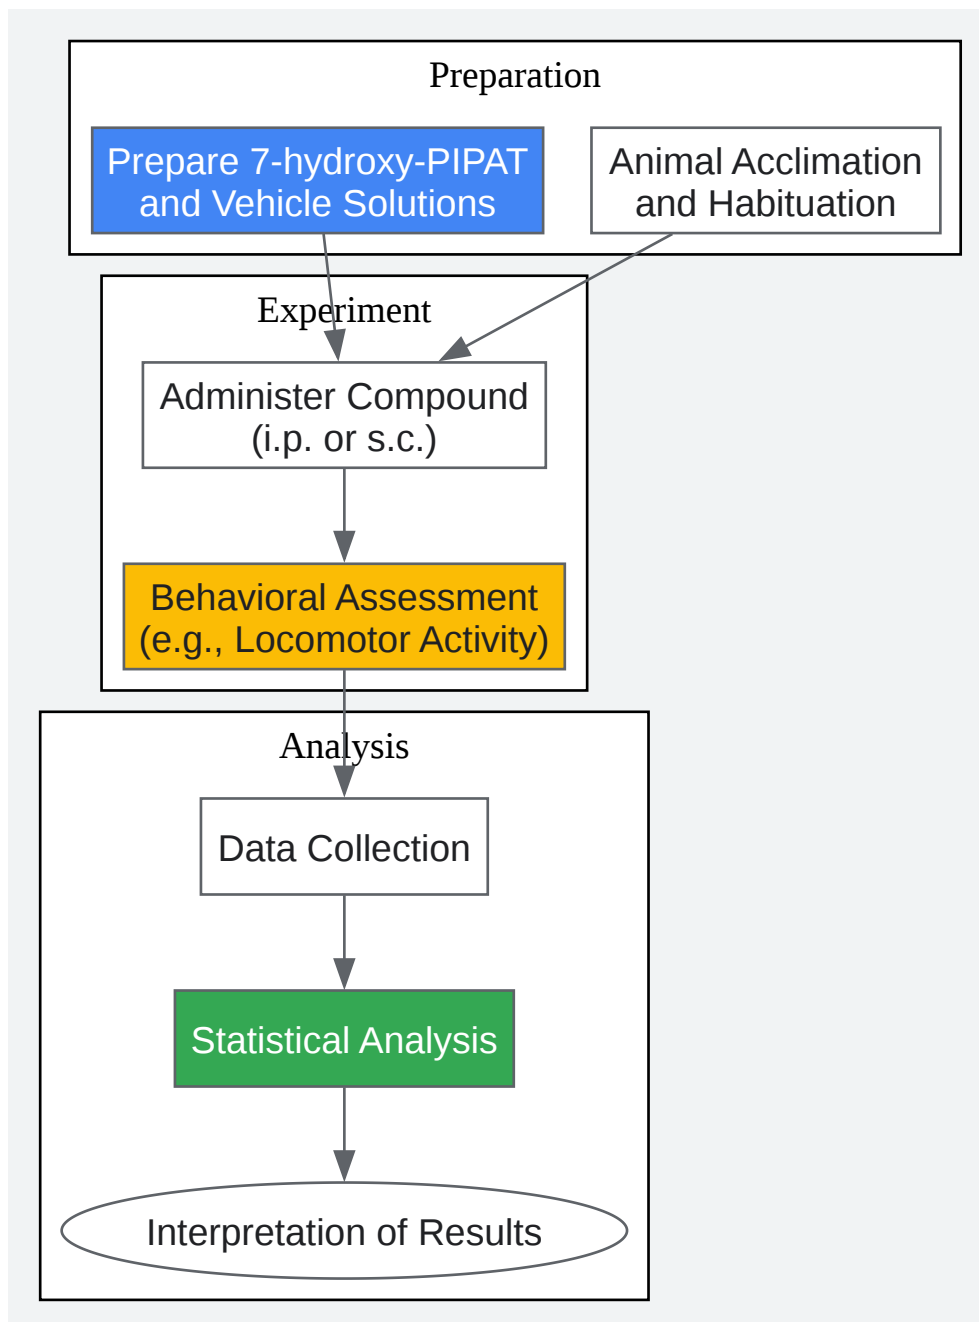 Preparation
Prepare 7-hydroxy-PIPAT
and Vehicle Solutions
Animal Acclimation
and Habituation
Experiment
Administer Compound
(i.p. or s.c.)
Behavioral Assessment
(e.g., Locomotor Activity)
Analysis
Data Collection
Statistical Analysis
Interpretation of Results